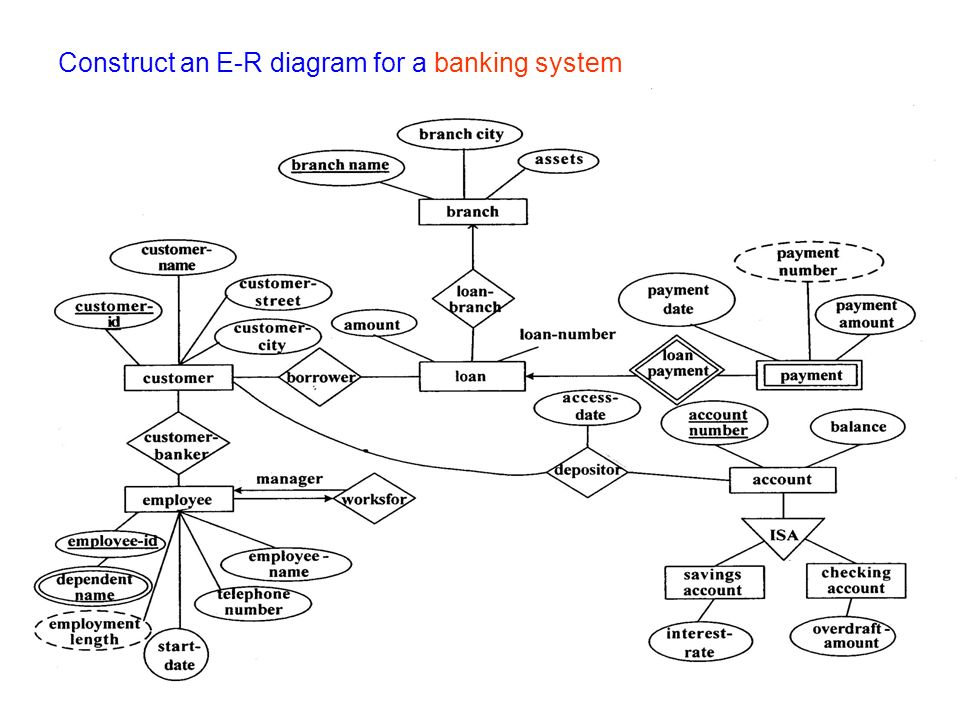 Construct an E-R diagram for a banking system
branch city
branch name
assets
branch
customer-
name
customer-
street
customer-
id
customer-
city
loan-
branch
payment
number
payment
date
payment
amount
amount
loan-number
customer
borrower
loan
loan
payment
payment
access-
date
account
number
balance
customer-
banker
depositor
account
manager
employee
worksfor
ISA
employee-id
employee -
name
dependent
name
telephone
number
employment
length
start-
date
savings
account
checking
account
interest-
rate
overdraft -
amount